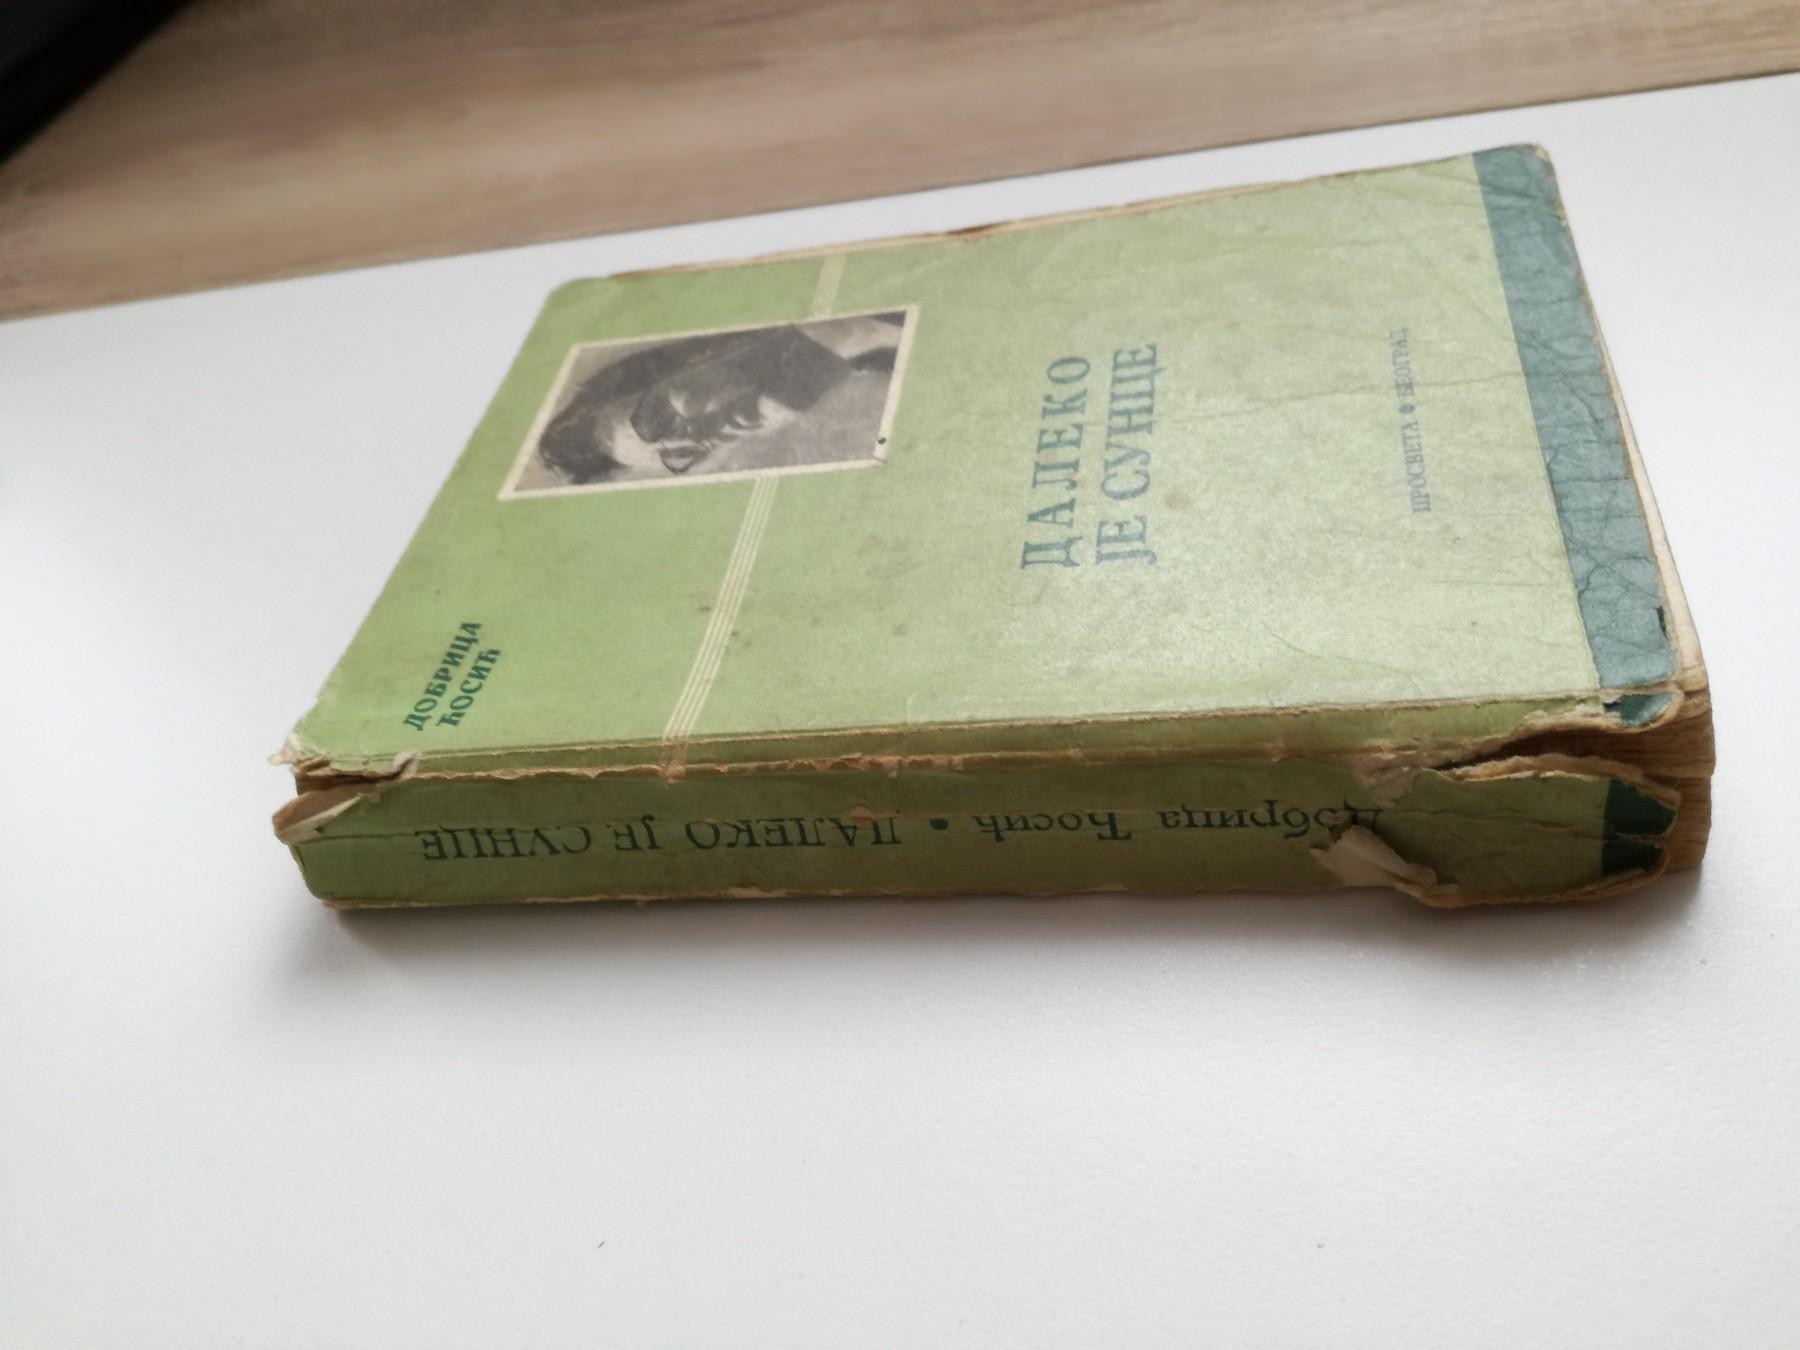 ДОБРИЦА
ЋОСИЋ
ДАЛЕКО
ЈЕ СУНЦЕ
ПРОСВЕТА • БЕОГРАД
Добрица Ћосић • ДАЛЕКО ЈЕ СУНЦЕ